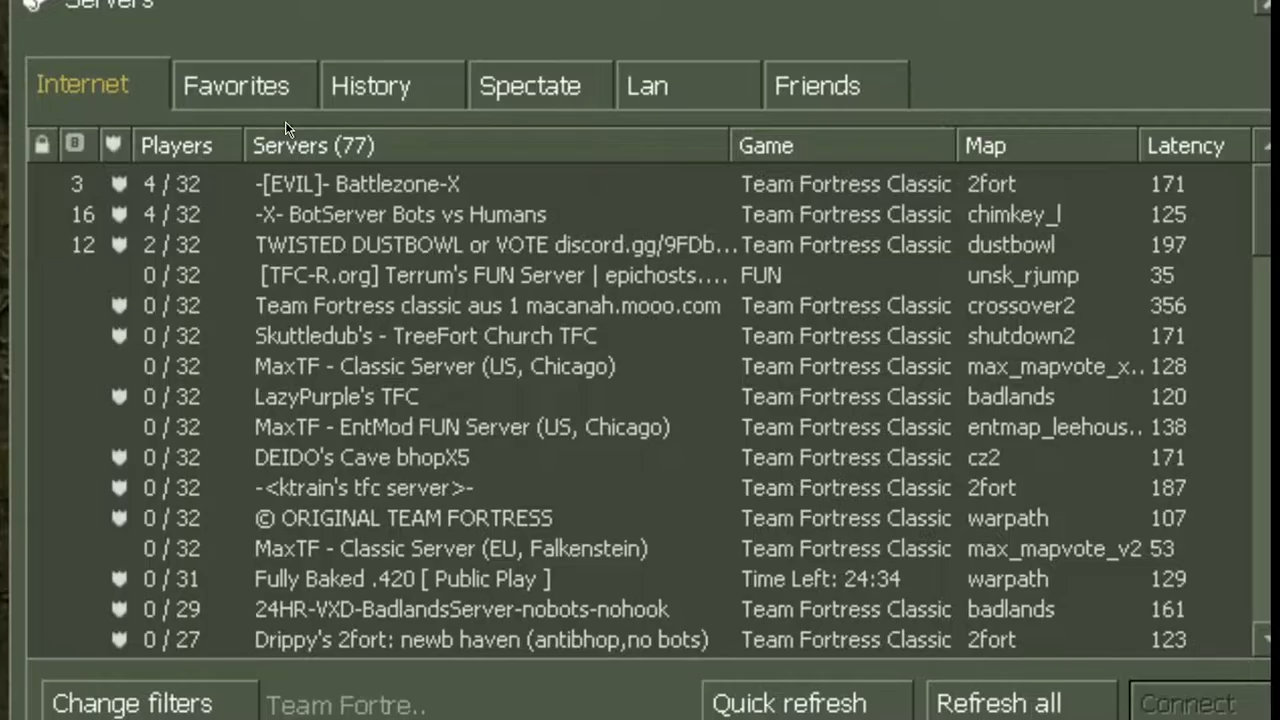 Servers
Internet Favorites History Spectate Lan Friends
B Players Servers (77) Game Map Latency
3 4 / 32 -[EVIL]- Battlezone-X Team Fortress Classic 2fort 171
16 4 / 32 -X- BotServer Bots vs Humans Team Fortress Classic chimkey_l 125
12 2 / 32 TWISTED DUSTBOWL or VOTE discord.gg/9FDb... Team Fortress Classic dustbowl 197
0 / 32 [TFC-R.org] Terrum's FUN Server | epichosts.... FUN unsk_rjump 35
0 / 32 Team Fortress classic aus 1 macanah.mooo.com Team Fortress Classic crossover2 356
0 / 32 Skuttledub's - TreeFort Church TFC Team Fortress Classic shutdown2 171
0 / 32 MaxTF - Classic Server (US, Chicago) Team Fortress Classic max_mapvote_x.. 128
0 / 32 LazyPurple's TFC Team Fortress Classic badlands 120
0 / 32 MaxTF - EntMod FUN Server (US, Chicago) Team Fortress Classic entmap_leehous.. 138
0 / 32 DEIDO's Cave bhopX5 Team Fortress Classic cz2 171
0 / 32 -<ktrain's tfc server>- Team Fortress Classic 2fort 187
0 / 32 © ORIGINAL TEAM FORTRESS Team Fortress Classic warpath 107
0 / 32 MaxTF - Classic Server (EU, Falkenstein) Team Fortress Classic max_mapvote_v2 53
0 / 31 Fully Baked .420 [ Public Play ] Time Left: 24:34 warpath 129
0 / 29 24HR-VXD-BadlandsServer-nobots-nohook Team Fortress Classic badlands 161
0 / 27 Drippy's 2fort: newb haven (antibhop,no bots) Team Fortress Classic 2fort 123
Change filters Team Fortre.. Quick refresh Refresh all Connect